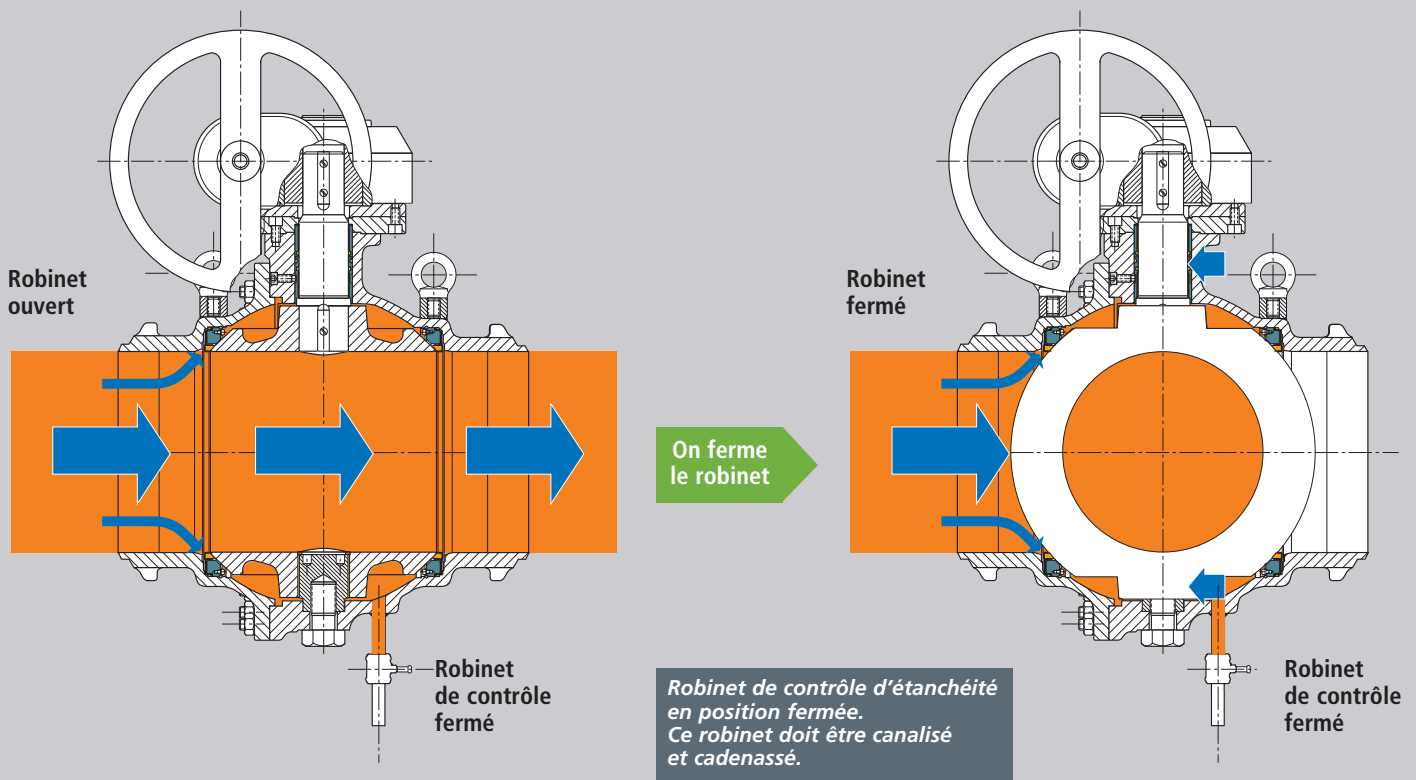 Robinet
ouvert
Robinet
fermé
On ferme
le robinet
Robinet
de contrôle
fermé
Robinet de contrôle d'étanchéité
en position fermée.
Ce robinet doit être canalisé
et cadenassé.
Robinet
de contrôle
fermé